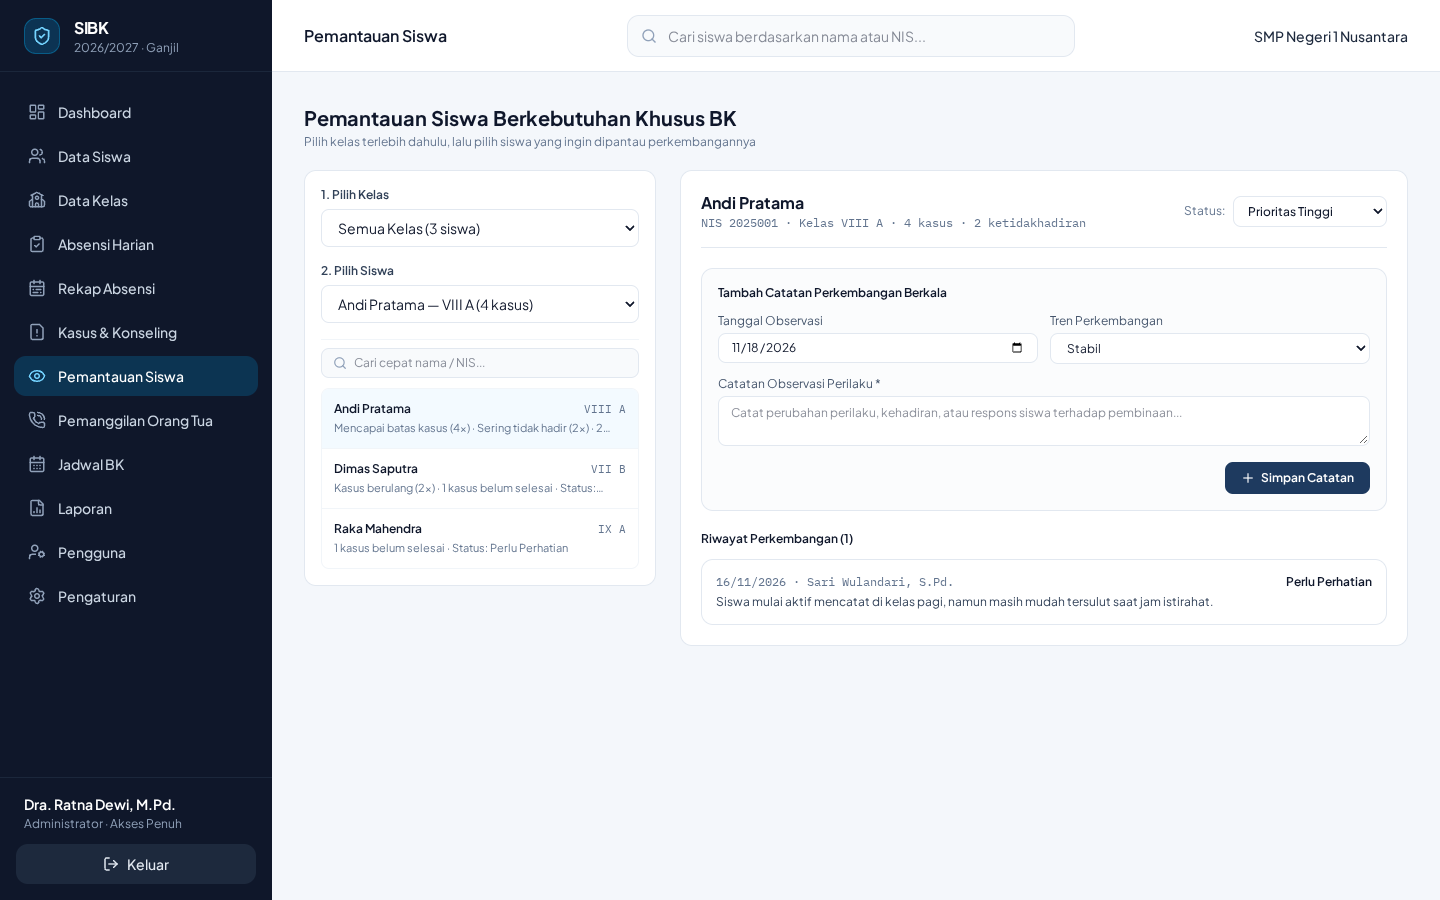 SIBK
2026/2027 · Ganjil
Dashboard
Data Siswa
Data Kelas
Absensi Harian
Rekap Absensi
Kasus & Konseling
Pemantauan Siswa
Pemanggilan Orang Tua
Jadwal BK
Laporan
Pengguna
Pengaturan
Dra. Ratna Dewi, M.Pd.
Administrator · Akses Penuh
Keluar
Pemantauan Siswa
Cari siswa berdasarkan nama atau NIS...
SMP Negeri 1 Nusantara
Pemantauan Siswa Berkebutuhan Khusus BK
Pilih kelas terlebih dahulu, lalu pilih siswa yang ingin dipantau perkembangannya
1. Pilih Kelas
Semua Kelas (3 siswa)
2. Pilih Siswa
Andi Pratama — VIII A (4 kasus)
Cari cepat nama / NIS...
Andi Pratama VIII A
Mencapai batas kasus (4×) · Sering tidak hadir (2×) · 2...
Dimas Saputra VII B
Kasus berulang (2×) · 1 kasus belum selesai · Status:...
Raka Mahendra IX A
1 kasus belum selesai · Status: Perlu Perhatian
Andi Pratama
NIS 2025001 · Kelas VIII A · 4 kasus · 2 ketidakhadiran
Status: Prioritas Tinggi
Tambah Catatan Perkembangan Berkala
Tanggal Observasi Tren Perkembangan
11/18/2026 Stabil
Catatan Observasi Perilaku *
Catat perubahan perilaku, kehadiran, atau respons siswa terhadap pembinaan...
Simpan Catatan
Riwayat Perkembangan (1)
16/11/2026 · Sari Wulandari, S.Pd. Perlu Perhatian
Siswa mulai aktif mencatat di kelas pagi, namun masih mudah tersulut saat jam istirahat.